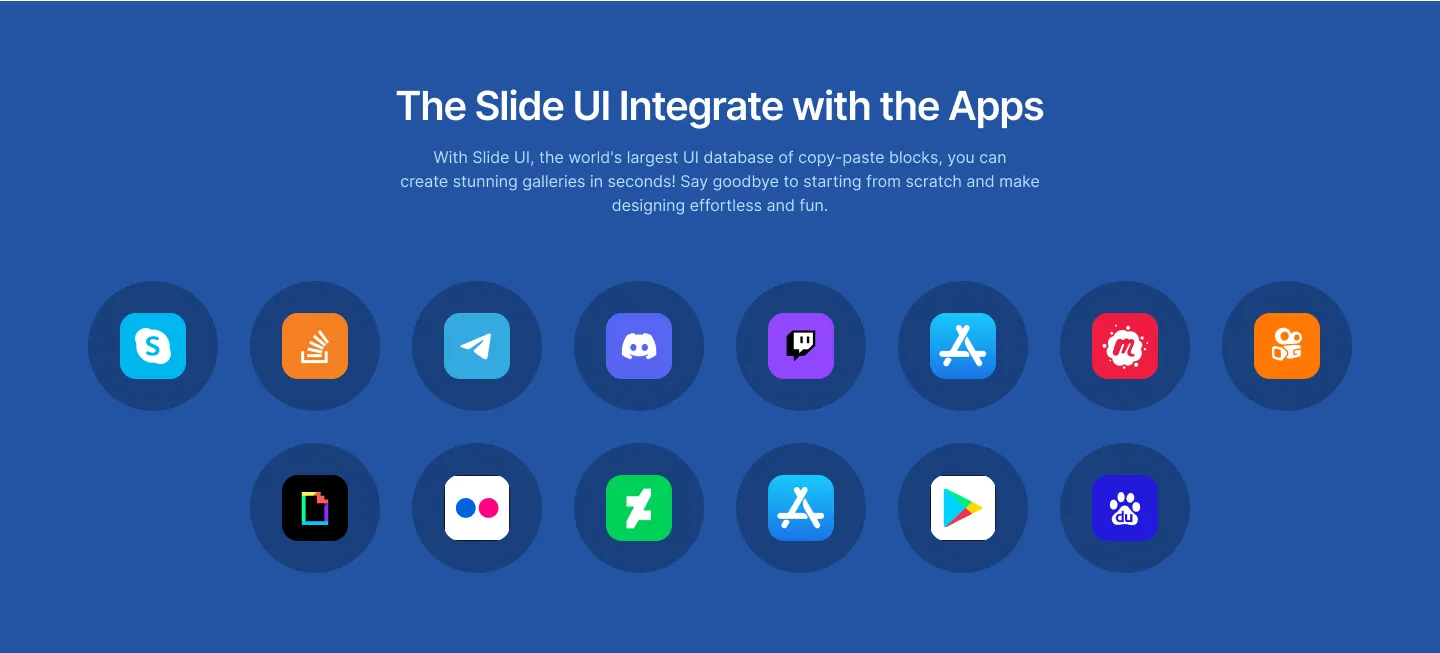 The Slide UI Integrate with the Apps
With Slide UI, the world's largest UI database of copy-paste blocks, you can
create stunning galleries in seconds! Say goodbye to starting from scratch and make
designing effortless and fun.
S
m
du